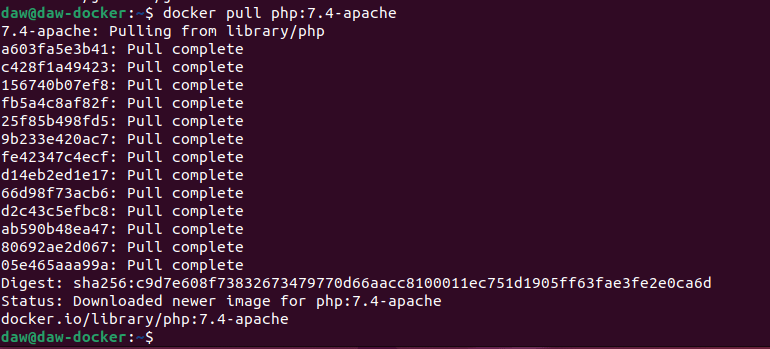 daw@daw-docker:~$ docker pull php:7.4-apache
7.4-apache: Pulling from library/php
a603fa5e3b41: Pull complete
c428f1a49423: Pull complete
156740b07ef8: Pull complete
fb5a4c8af82f: Pull complete
25f85b498fd5: Pull complete
9b233e420ac7: Pull complete
fe42347c4ecf: Pull complete
d14eb2ed1e17: Pull complete
66d98f73acb6: Pull complete
d2c43c5efbc8: Pull complete
ab590b48ea47: Pull complete
80692ae2d067: Pull complete
05e465aaa99a: Pull complete
Digest: sha256:c9d7e608f73832673479770d66aacc8100011ec751d1905ff63fae3fe2e0ca6d
Status: Downloaded newer image for php:7.4-apache
docker.io/library/php:7.4-apache
daw@daw-docker:~$